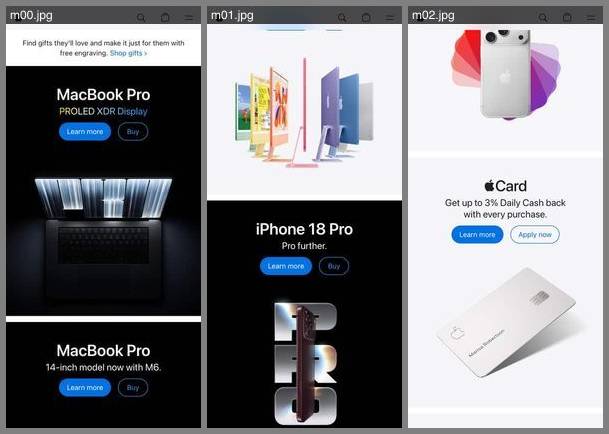 m00.jpg
Find gifts they'll love and make it just for them with
free engraving. Shop gifts >
MacBook Pro
PROLED XDR Display
Learn more
Buy
MacBook Pro
14-inch model now with M6.
Learn more
Buy
m01.jpg
iPhone 18 Pro
Pro further.
Learn more
Buy
PRO
m02.jpg
Card
Get up to 3% Daily Cash back
with every purchase.
Learn more
Apply now